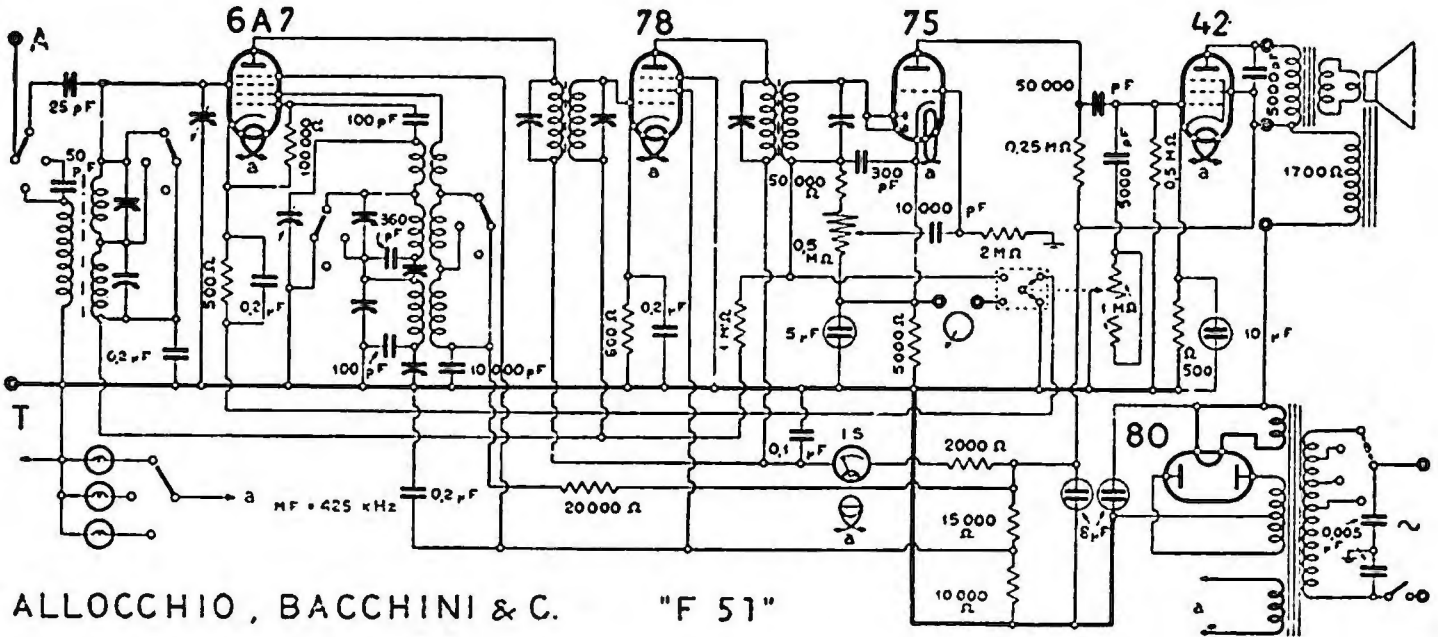 6A7
78
75
42
A
25 pF
50 pF
100000 Ω
100 pF
360 pF
500 Ω
0,2 µF
0,2 µF
100 pF
10.000 pF
600 Ω
0,2 µF
1 MΩ
50 000 Ω
300 pF
0,5 MΩ
10 000 pF
2 MΩ
5 µF
5000 Ω
50 000 pF
0,25 MΩ
5000 pF
0,5 MΩ
1 MΩ
500 Ω
10 µF
5000 pF
1700 Ω
a
a
a
a
T
a
MF = 425 KHz
0,2 µF
20000 Ω
0,1 µF
IS
a
2000 Ω
15 000 Ω
10 000 Ω
8 µF
80
0,005 µF
~
a
ALLOCCHIO, BACCHINI & C. "F 51"